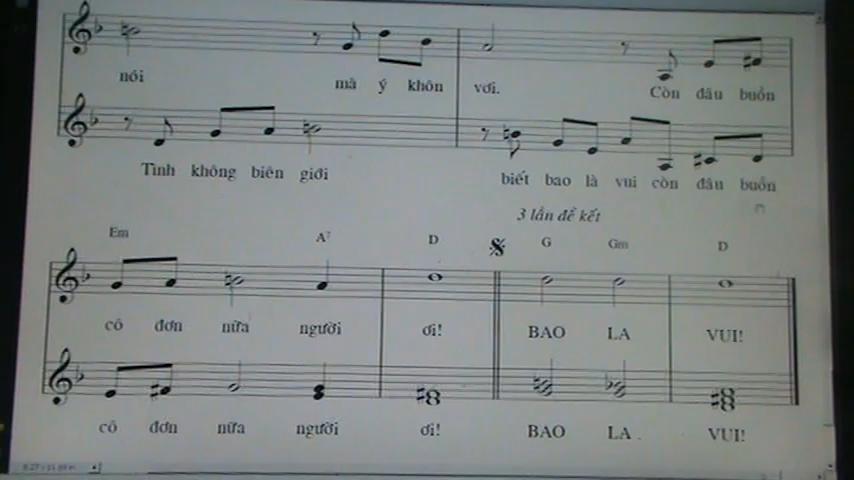 nói mà ý khôn vơi. Còn đâu buồn
Tình không biên giới biết bao là vui còn đâu buồn
3 lần để kết
Em A7 D G Gm D
cô đơn nữa người ơi! BAO LA VUI!
cô đơn nữa người ơi! BAO LA VUI!